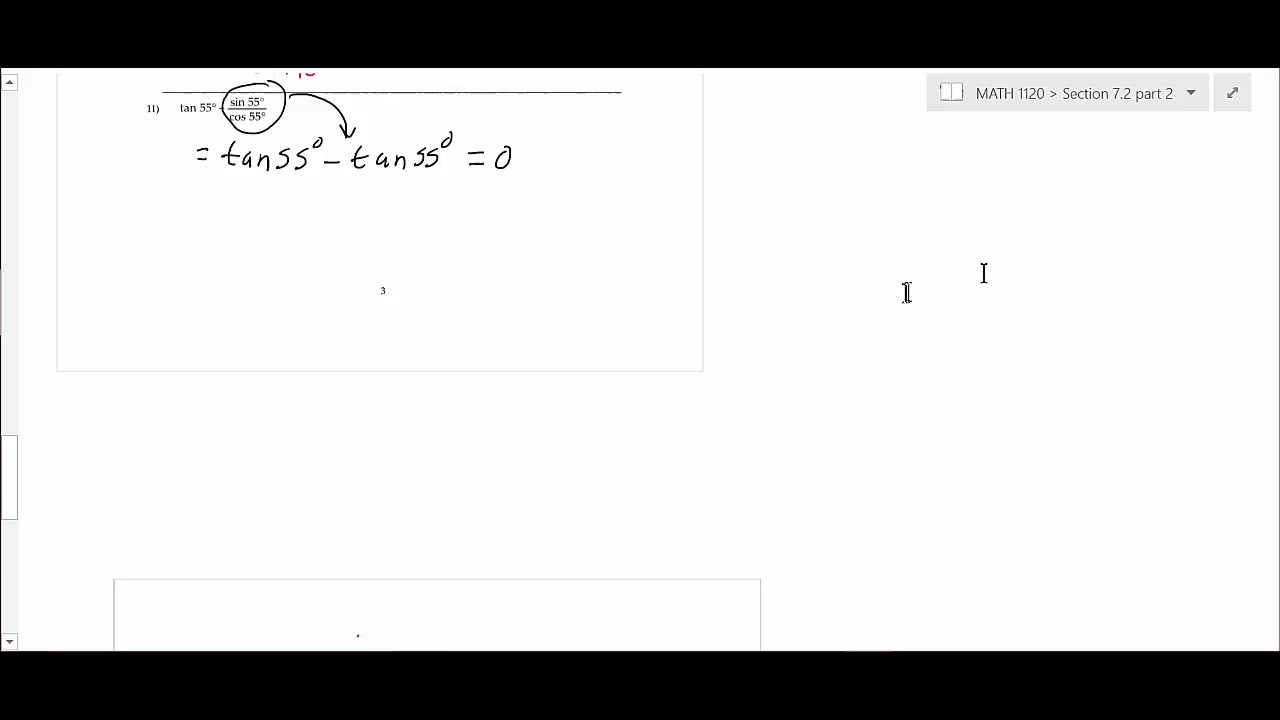 MATH 1120 > Section 7.2 part 2
11) tan 55° - sin 55°
cos 55°
= tan 55° - tan 55° = 0
3